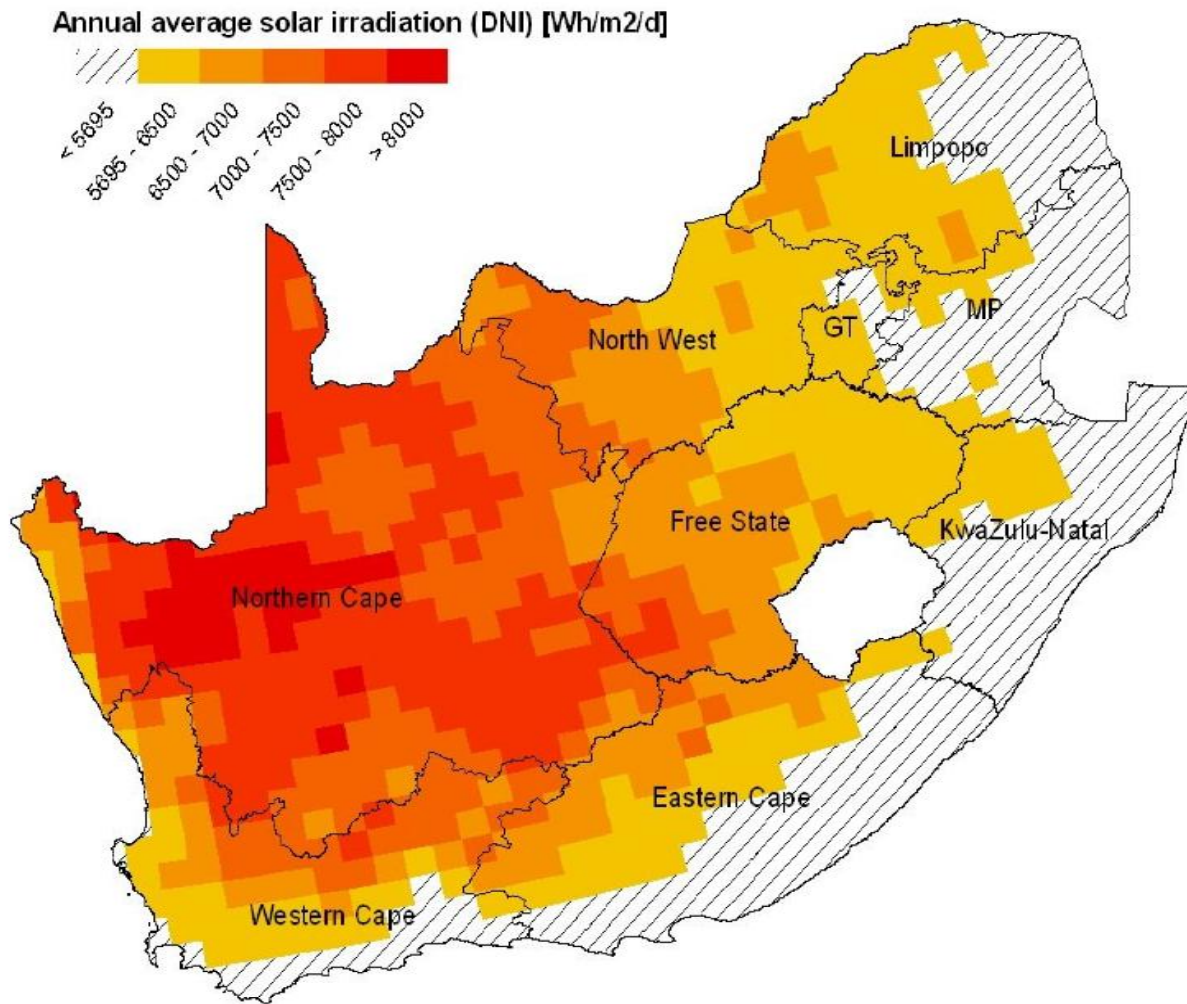 Annual average solar irradiation (DNI) [Wh/m2/d]
< 5695
5695 - 6500
6500 - 7000
7000 - 7500
7500 - 8000
> 8000
Limpopo
North West
GT
MP
Free State
KwaZulu-Natal
Northern Cape
Eastern Cape
Western Cape